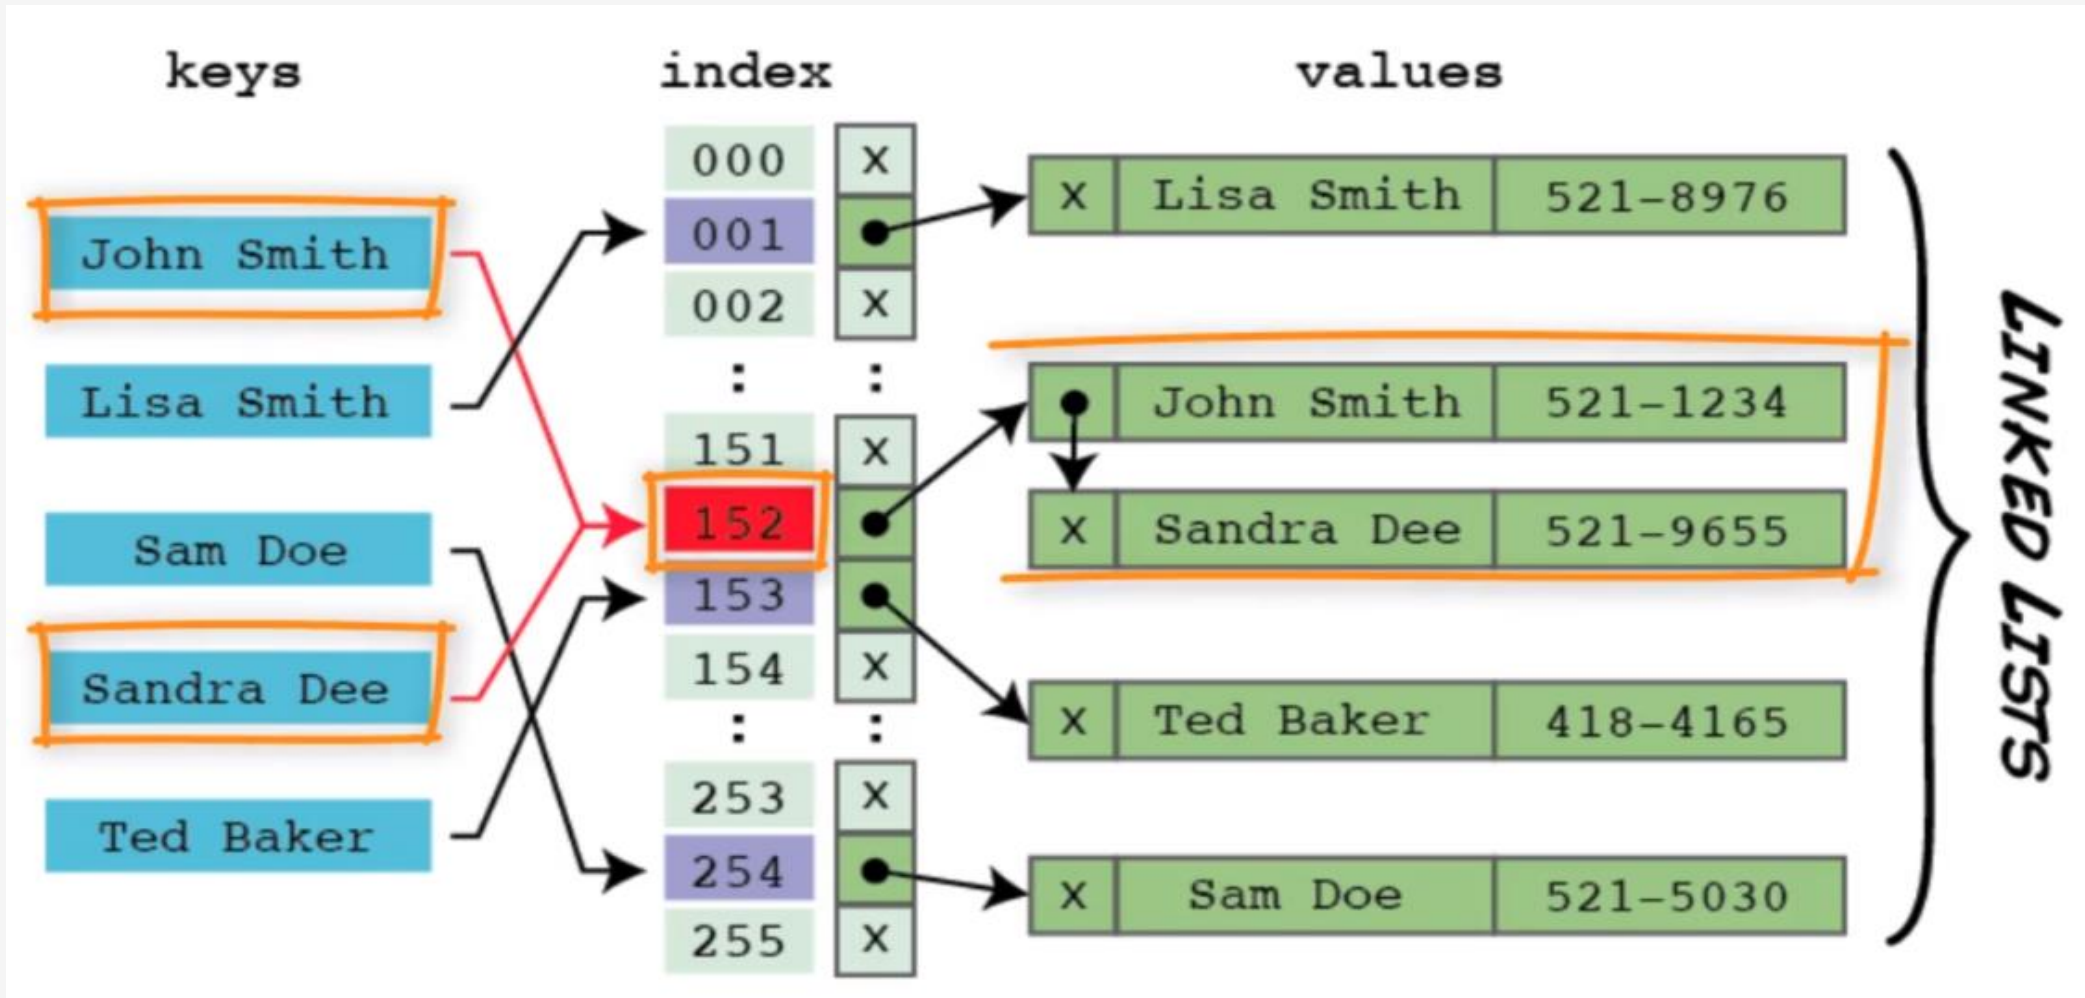 keys
index
values
John Smith
Lisa Smith
Sam Doe
Sandra Dee
Ted Baker
000 x
001
002 x
: :
151 x
152
153
154 x
: :
253 x
254
255 x
x Lisa Smith 521-8976
John Smith 521-1234
x Sandra Dee 521-9655
x Ted Baker 418-4165
x Sam Doe 521-5030
LINKED LISTS